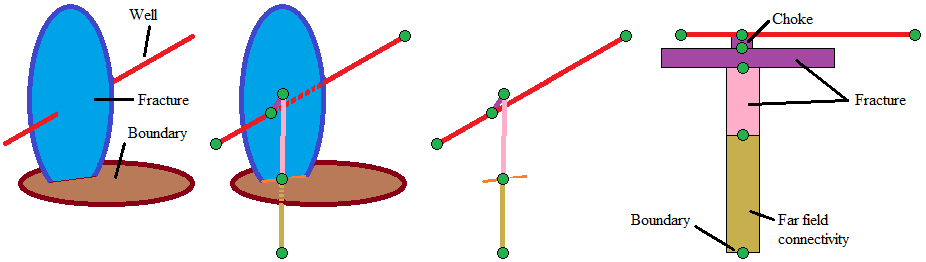 Well
Fracture
Boundary
Choke
Fracture
Boundary
Far field
connectivity